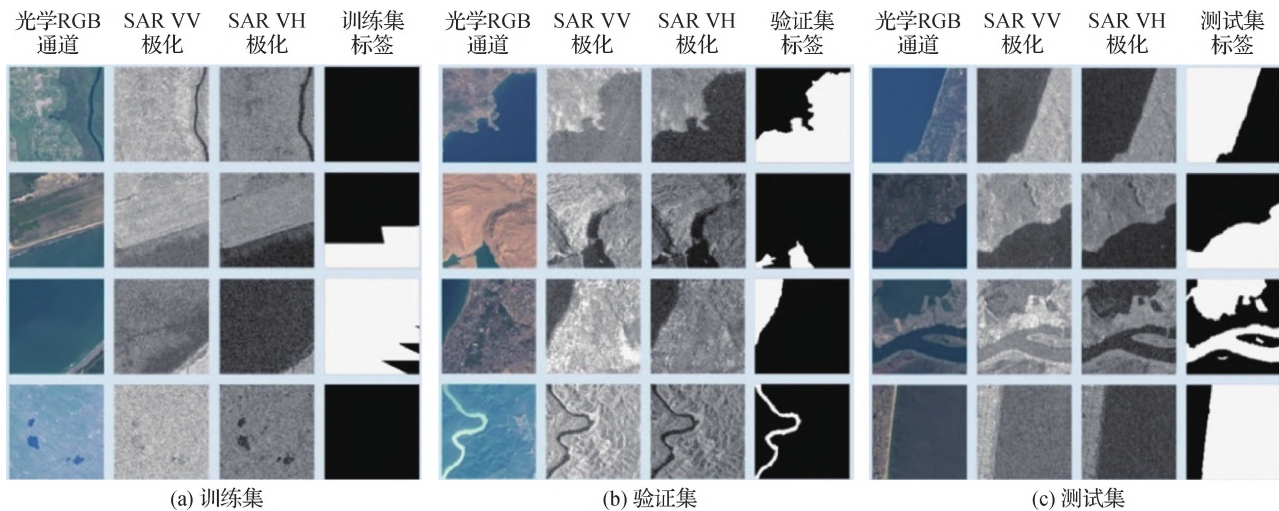 光学RGB
通道
SAR VV
极化
SAR VH
极化
训练集
标签
光学RGB
通道
SAR VV
极化
SAR VH
极化
验证集
标签
光学RGB
通道
SAR VV
极化
SAR VH
极化
测试集
标签
(a) 训练集
(b) 验证集
(c) 测试集